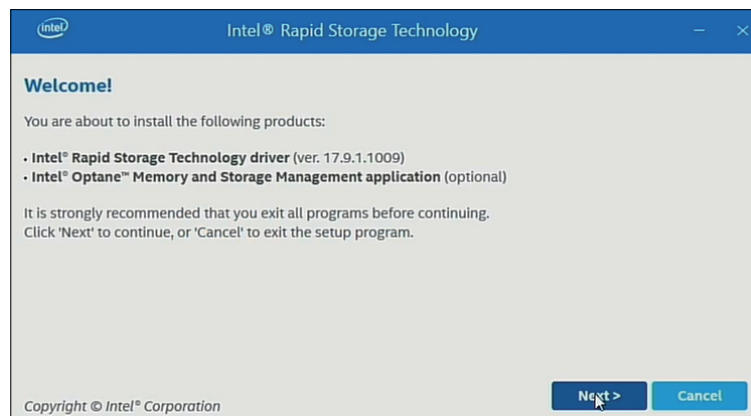 intel
Intel® Rapid Storage Technology
Welcome!
You are about to install the following products:
• Intel® Rapid Storage Technology driver (ver. 17.9.1.1009)
• Intel® Optane™ Memory and Storage Management application (optional)
It is strongly recommended that you exit all programs before continuing.
Click 'Next' to continue, or 'Cancel' to exit the setup program.
Next >
Cancel
Copyright © Intel® Corporation